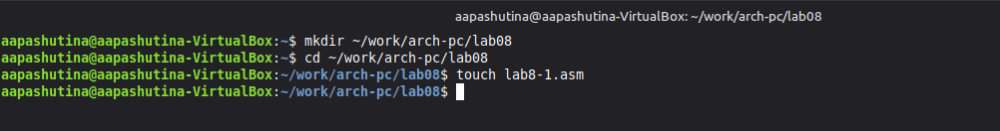 aapashutina@aapashutina-VirtualBox: ~/work/arch-pc/lab08
aapashutina@aapashutina-VirtualBox:~$ mkdir ~/work/arch-pc/lab08
aapashutina@aapashutina-VirtualBox:~$ cd ~/work/arch-pc/lab08
aapashutina@aapashutina-VirtualBox:~/work/arch-pc/lab08$ touch lab8-1.asm
aapashutina@aapashutina-VirtualBox:~/work/arch-pc/lab08$